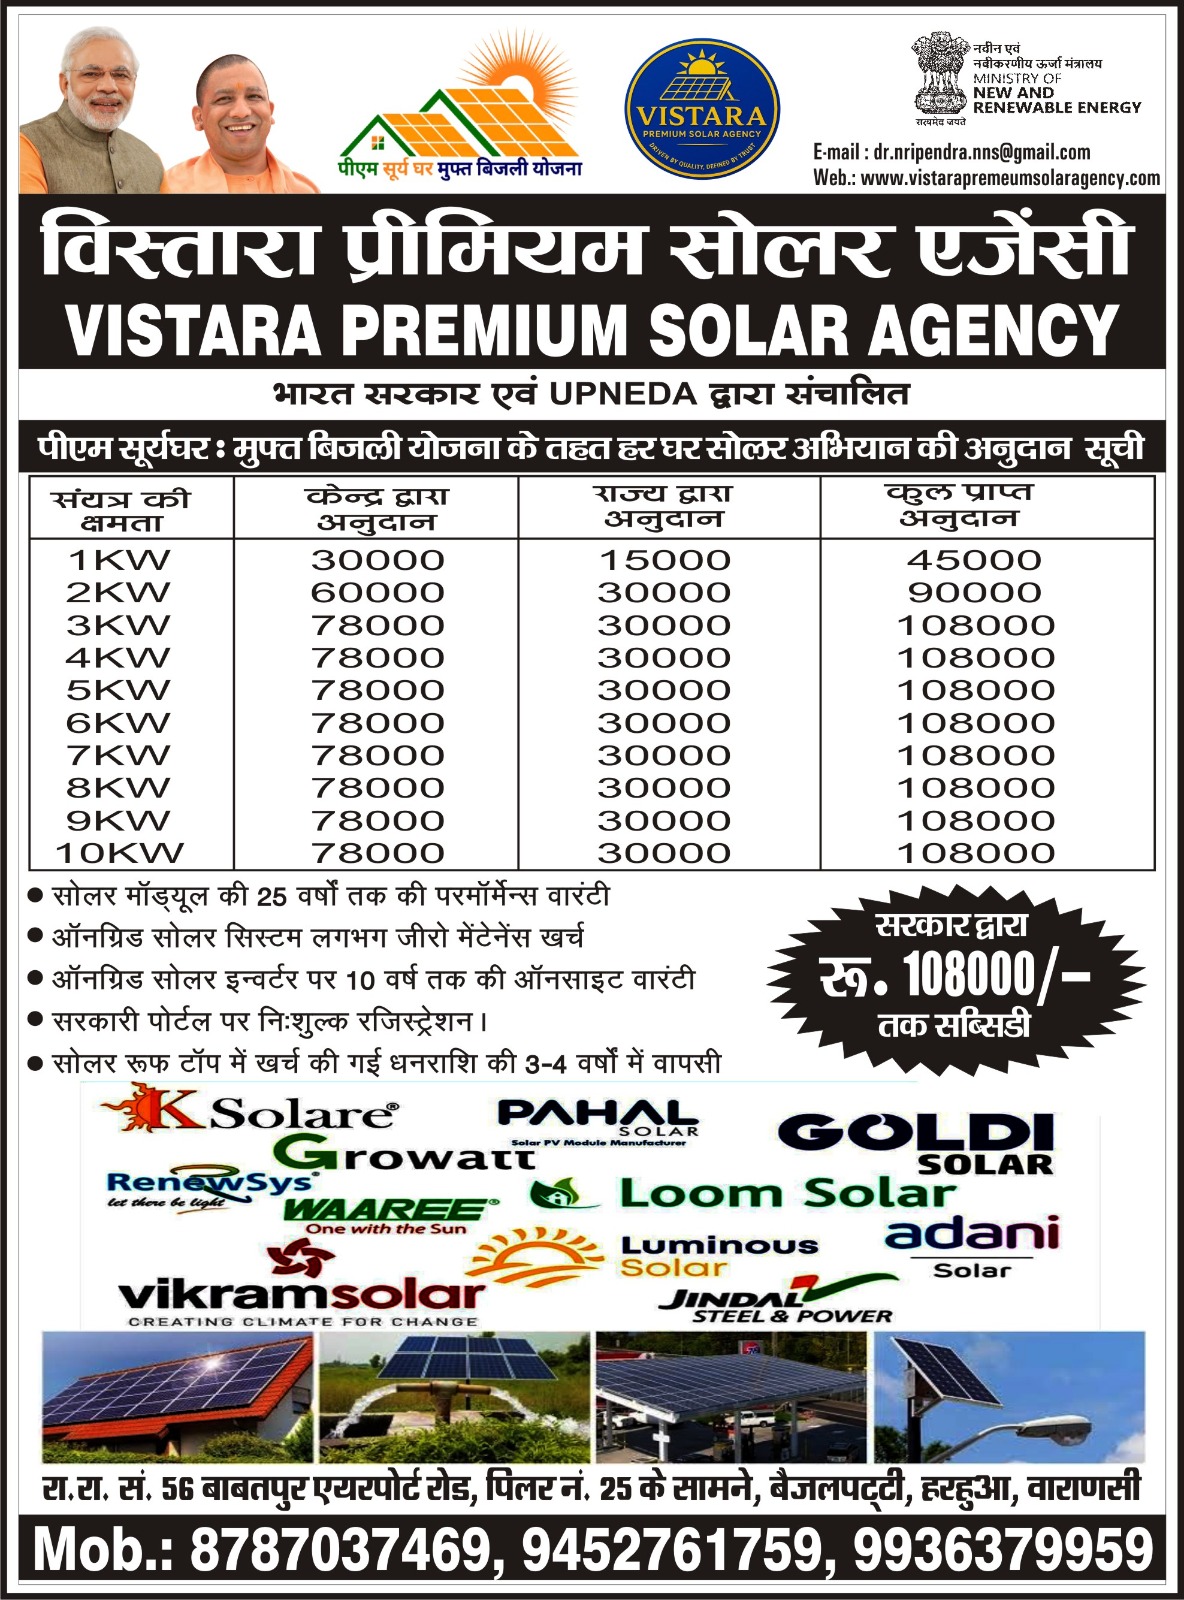 पीएम सूर्य घर मुफ्त बिजली योजना
VISTARA
PREMIUM SOLAR AGENCY
DRIVEN BY QUALITY, DEFINED BY TRUST
सत्यमेव जयते
नवीन एवं
नवीकरणीय ऊर्जा मंत्रालय
MINISTRY OF
NEW AND
RENEWABLE ENERGY
E-mail : dr.nripendra.nns@gmail.com
Web.: www.vistarapremeumsolaragency.com
विस्तारा प्रीमियम सोलर एजेंसी
VISTARA PREMIUM SOLAR AGENCY
भारत सरकार एवं UPNEDA द्वारा संचालित
पीएम सूर्यघर : मुफ्त बिजली योजना के तहत हर घर सोलर अभियान की अनुदान सूची
संयत्र की क्षमता केन्द्र द्वारा अनुदान राज्य द्वारा अनुदान कुल प्राप्त अनुदान
1KW 30000 15000 45000
2KW 60000 30000 90000
3KW 78000 30000 108000
4KW 78000 30000 108000
5KW 78000 30000 108000
6KW 78000 30000 108000
7KW 78000 30000 108000
8KW 78000 30000 108000
9KW 78000 30000 108000
10KW 78000 30000 108000
● सोलर मॉड्यूल की 25 वर्षों तक की परमॉर्मेन्स वारंटी
● ऑनग्रिड सोलर सिस्टम लगभग जीरो मेंटेनेंस खर्च
● ऑनग्रिड सोलर इन्वर्टर पर 10 वर्ष तक की ऑनसाइट वारंटी
● सरकारी पोर्टल पर निःशुल्क रजिस्ट्रेशन।
● सोलर रूफ टॉप में खर्च की गई धनराशि की 3-4 वर्षों में वापसी
सरकार द्वारा
रू. 108000/-
तक सब्सिडी
KSolare®
PAHAL
SOLAR
Solar PV Module Manufacturer
GOLDI
SOLAR
Growatt
RenewSys®
let there be light
WAAREE®
One with the Sun
Loom Solar
Luminous
Solar
adani
Solar
vikramsolar
CREATING CLIMATE FOR CHANGE
JINDAL
STEEL & POWER
रा.रा. सं. 56 बाबतपुर एयरपोर्ट रोड, पिलर नं. 25 के सामने, बैजलपट्टी, हरहुआ, वाराणसी
Mob.: 8787037469, 9452761759, 9936379959